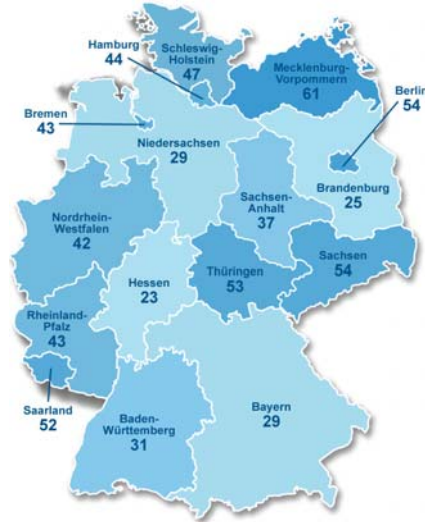 Hamburg
44
Schleswig-
Holstein
47
Mecklenburg-
Vorpommern
61
Berlin
54
Bremen
43
Niedersachsen
29
Brandenburg
25
Sachsen-
Anhalt
37
Nordrhein-
Westfalen
42
Sachsen
54
Thüringen
53
Hessen
23
Rheinland-
Pfalz
43
Saarland
52
Baden-
Württemberg
31
Bayern
29